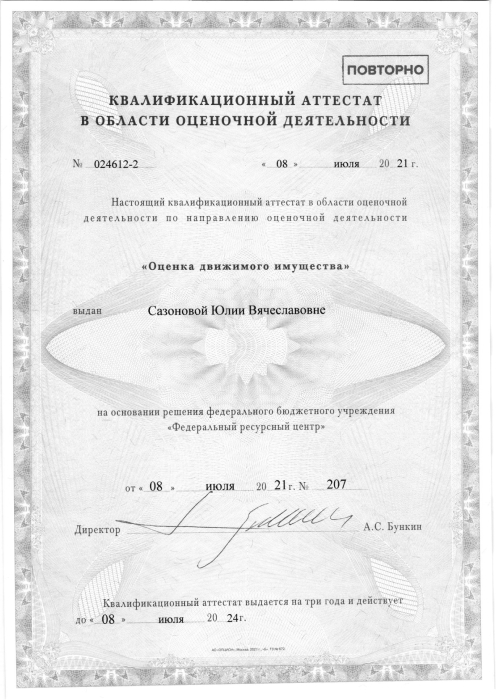 ПОВТОРНО
КВАЛИФИКАЦИОННЫЙ АТТЕСТАТ
В ОБЛАСТИ ОЦЕНОЧНОЙ ДЕЯТЕЛЬНОСТИ
№ 024612-2 « 08 » июля 20 21 г.
Настоящий квалификационный аттестат в области оценочной
деятельности по направлению оценочной деятельности
«Оценка движимого имущества»
выдан Сазоновой Юлии Вячеславовне
на основании решения федерального бюджетного учреждения
«Федеральный ресурсный центр»
от « 08 » июля 20 21 г. № 207
Директор А.С. Бункин
Квалификационный аттестат выдается на три года и действует
до « 08 » июля 20 24г.